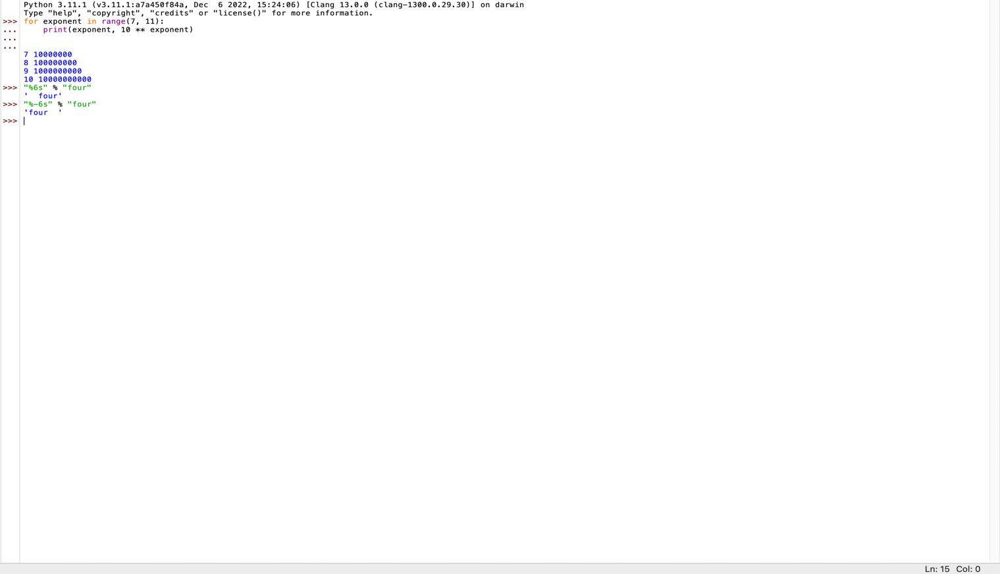 Python 3.11.1 (v3.11.1:a7a450f84a, Dec  6 2022, 15:24:06) [Clang 13.0.0 (clang-1300.0.29.30)] on darwin
Type "help", "copyright", "credits" or "license()" for more information.
>>> for exponent in range(7, 11):
...     print(exponent, 10 ** exponent)
...
...
7 10000000
8 100000000
9 1000000000
10 10000000000
>>> "%6s" % "four"
'  four'
>>> "%-6s" % "four"
'four  '
>>>
Ln: 15  Col: 0